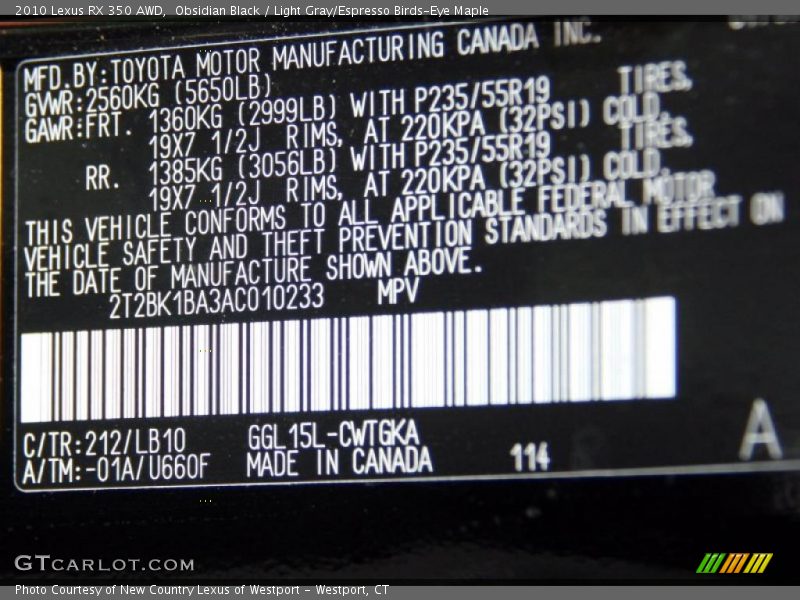 2010 Lexus RX 350 AWD,  Obsidian Black / Light Gray/Espresso Birds-Eye Maple
MFD.BY:TOYOTA MOTOR MANUFACTURING CANADA INC.
GVWR:2560KG (5650LB)
GAWR:FRT. 1360KG (2999LB) WITH P235/55R19 TIRES,
19X7 1/2J RIMS, AT 220KPA (32PSI) COLD,
RR. 1385KG (3056LB) WITH P235/55R19 TIRES,
19X7 1/2J RIMS, AT 220KPA (32PSI) COLD,
THIS VEHICLE CONFORMS TO ALL APPLICABLE FEDERAL MOTOR
VEHICLE SAFETY AND THEFT PREVENTION STANDARDS IN EFFECT ON
THE DATE OF MANUFACTURE SHOWN ABOVE.
2T2BK1BA3AC010233 MPV
C/TR:212/LB10 GGL15L-CWTGKA
A/TM:-01A/U660F MADE IN CANADA 114 A
GTCARLOT.COM
Photo Courtesy of New Country Lexus of Westport - Westport, CT